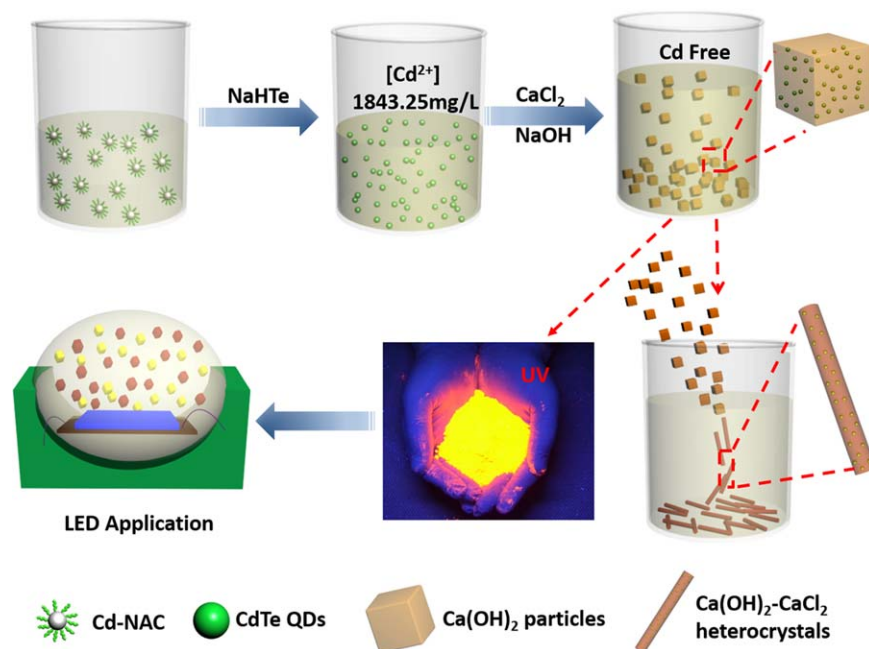 NaHTe
[Cd²⁺]
1843.25mg/L
CaCl₂
NaOH
Cd Free
UV
LED Application
Cd-NAC
CdTe QDs
Ca(OH)₂ particles
Ca(OH)₂-CaCl₂
heterocrystals